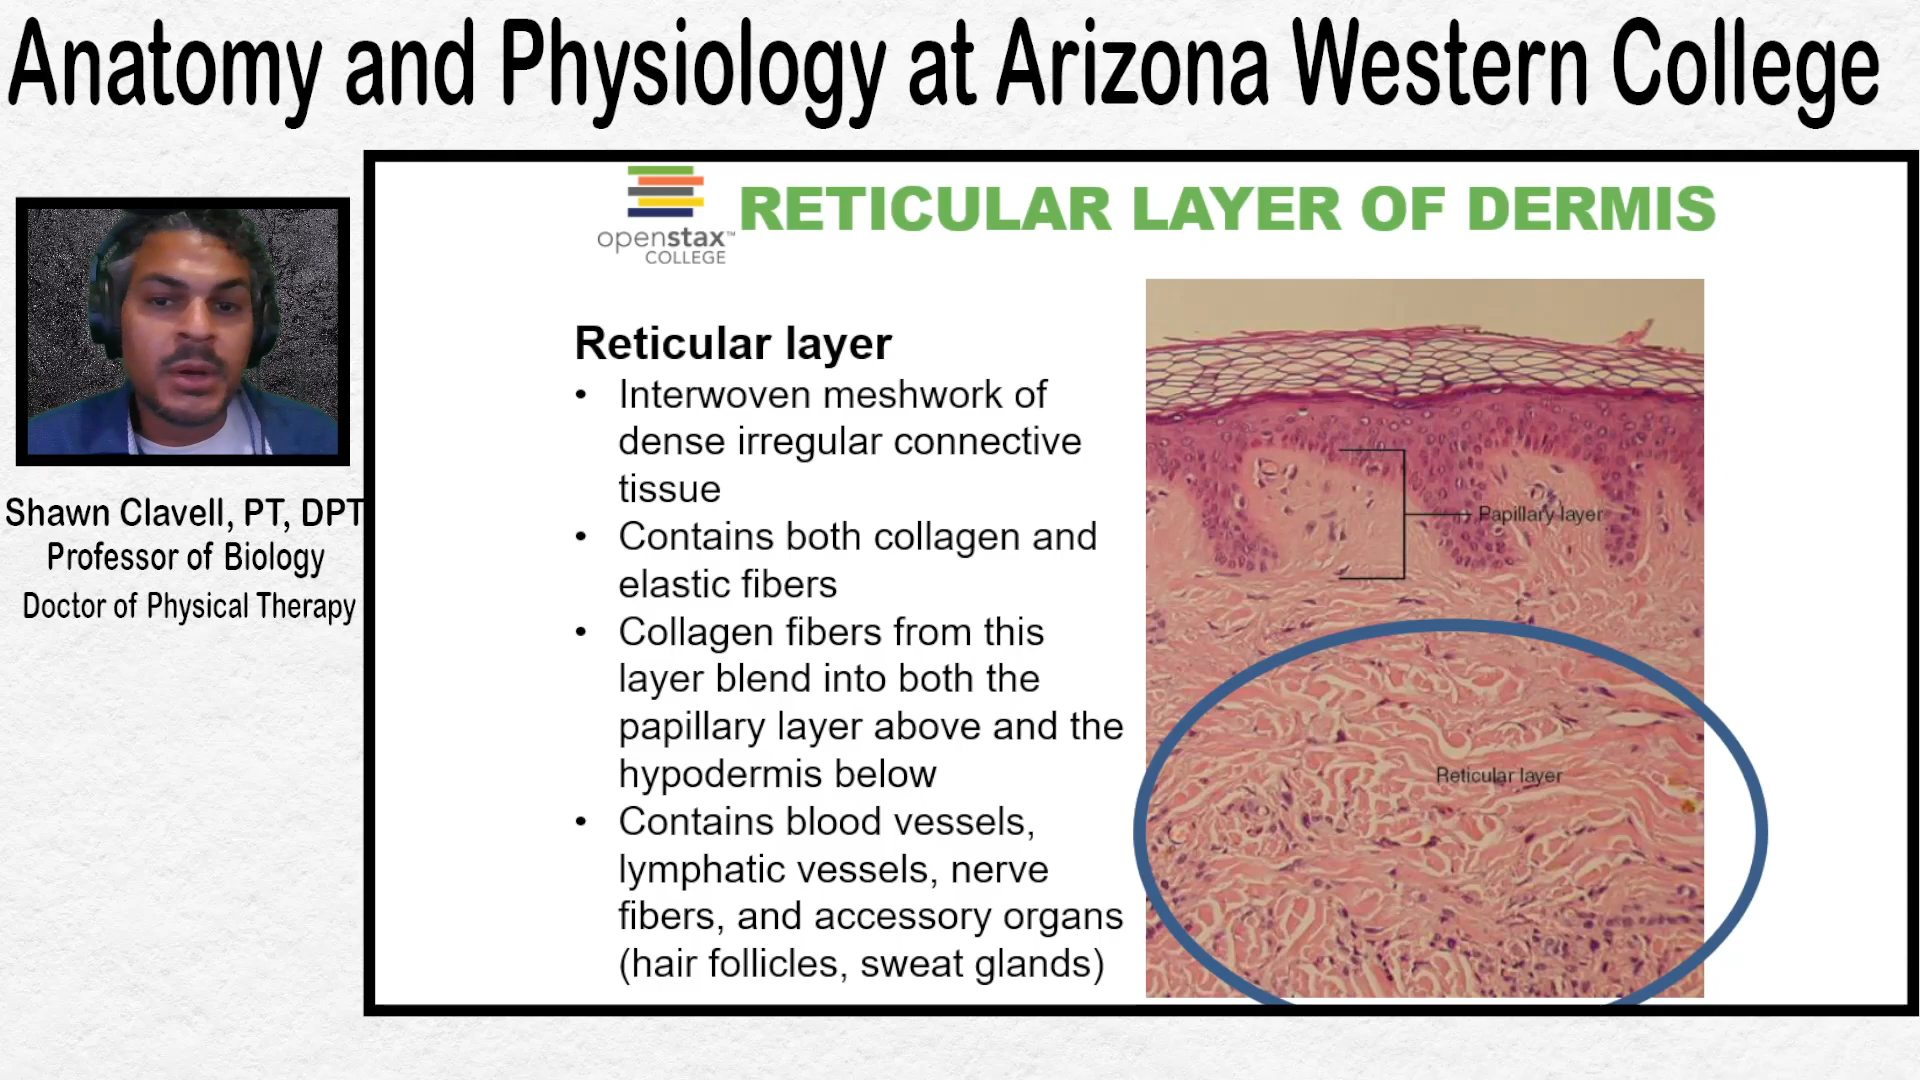 Anatomy and Physiology at Arizona Western College
Shawn Clavell, PT, DPT
Professor of Biology
Doctor of Physical Therapy
openstax™
COLLEGE
RETICULAR LAYER OF DERMIS
Reticular layer
• Interwoven meshwork of
dense irregular connective
tissue
• Contains both collagen and
elastic fibers
• Collagen fibers from this
layer blend into both the
papillary layer above and the
hypodermis below
• Contains blood vessels,
lymphatic vessels, nerve
fibers, and accessory organs
(hair follicles, sweat glands)
Papillary layer
Reticular layer